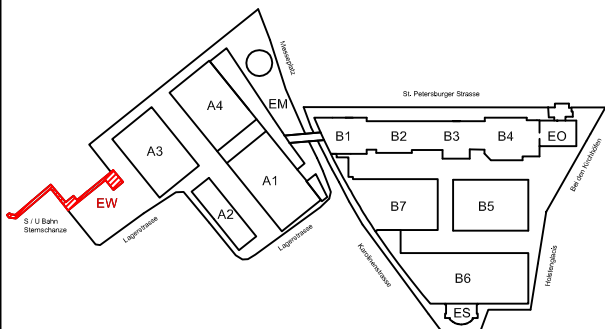 Messeplatz
St. Petersburger Strasse
A4
EM
B1
B2
B3
B4
EO
A3
A1
Bei den Kirchhöfen
EW
S / U Bahn
Sternschanze
A2
B7
B5
Lagerstrasse
Lagerstrasse
Karolinenstrasse
B6
Holstenglacis
ES